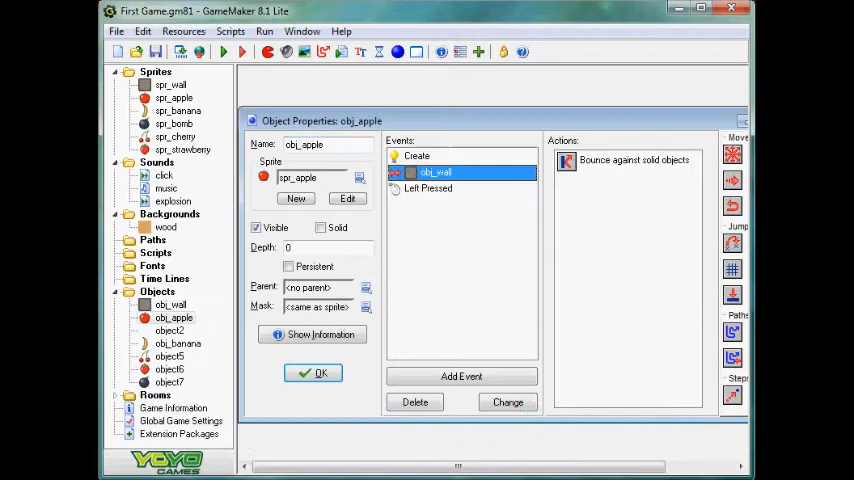 First Game.gm81 - GameMaker 8.1 Lite
File Edit Resources Scripts Run Window Help
Sprites
spr_wall
spr_apple
spr_banana
spr_bomb
spr_cherry
spr_strawberry
Sounds
click
music
explosion
Backgrounds
wood
Paths
Scripts
Fonts
Time Lines
Objects
obj_wall
obj_apple
object2
obj_banana
object5
object6
object7
Rooms
Game Information
Global Game Settings
Extension Packages
YOYO
GAMES
Object Properties: obj_apple
Name: obj_apple
Sprite
spr_apple
New Edit
Visible Solid
Depth: 0
Persistent
Parent: <no parent>
Mask: <same as sprite>
Show Information
OK
Events:
Create
obj_wall
Left Pressed
Add Event
Delete Change
Actions:
Bounce against solid objects
Move
Jump
Paths
Steps